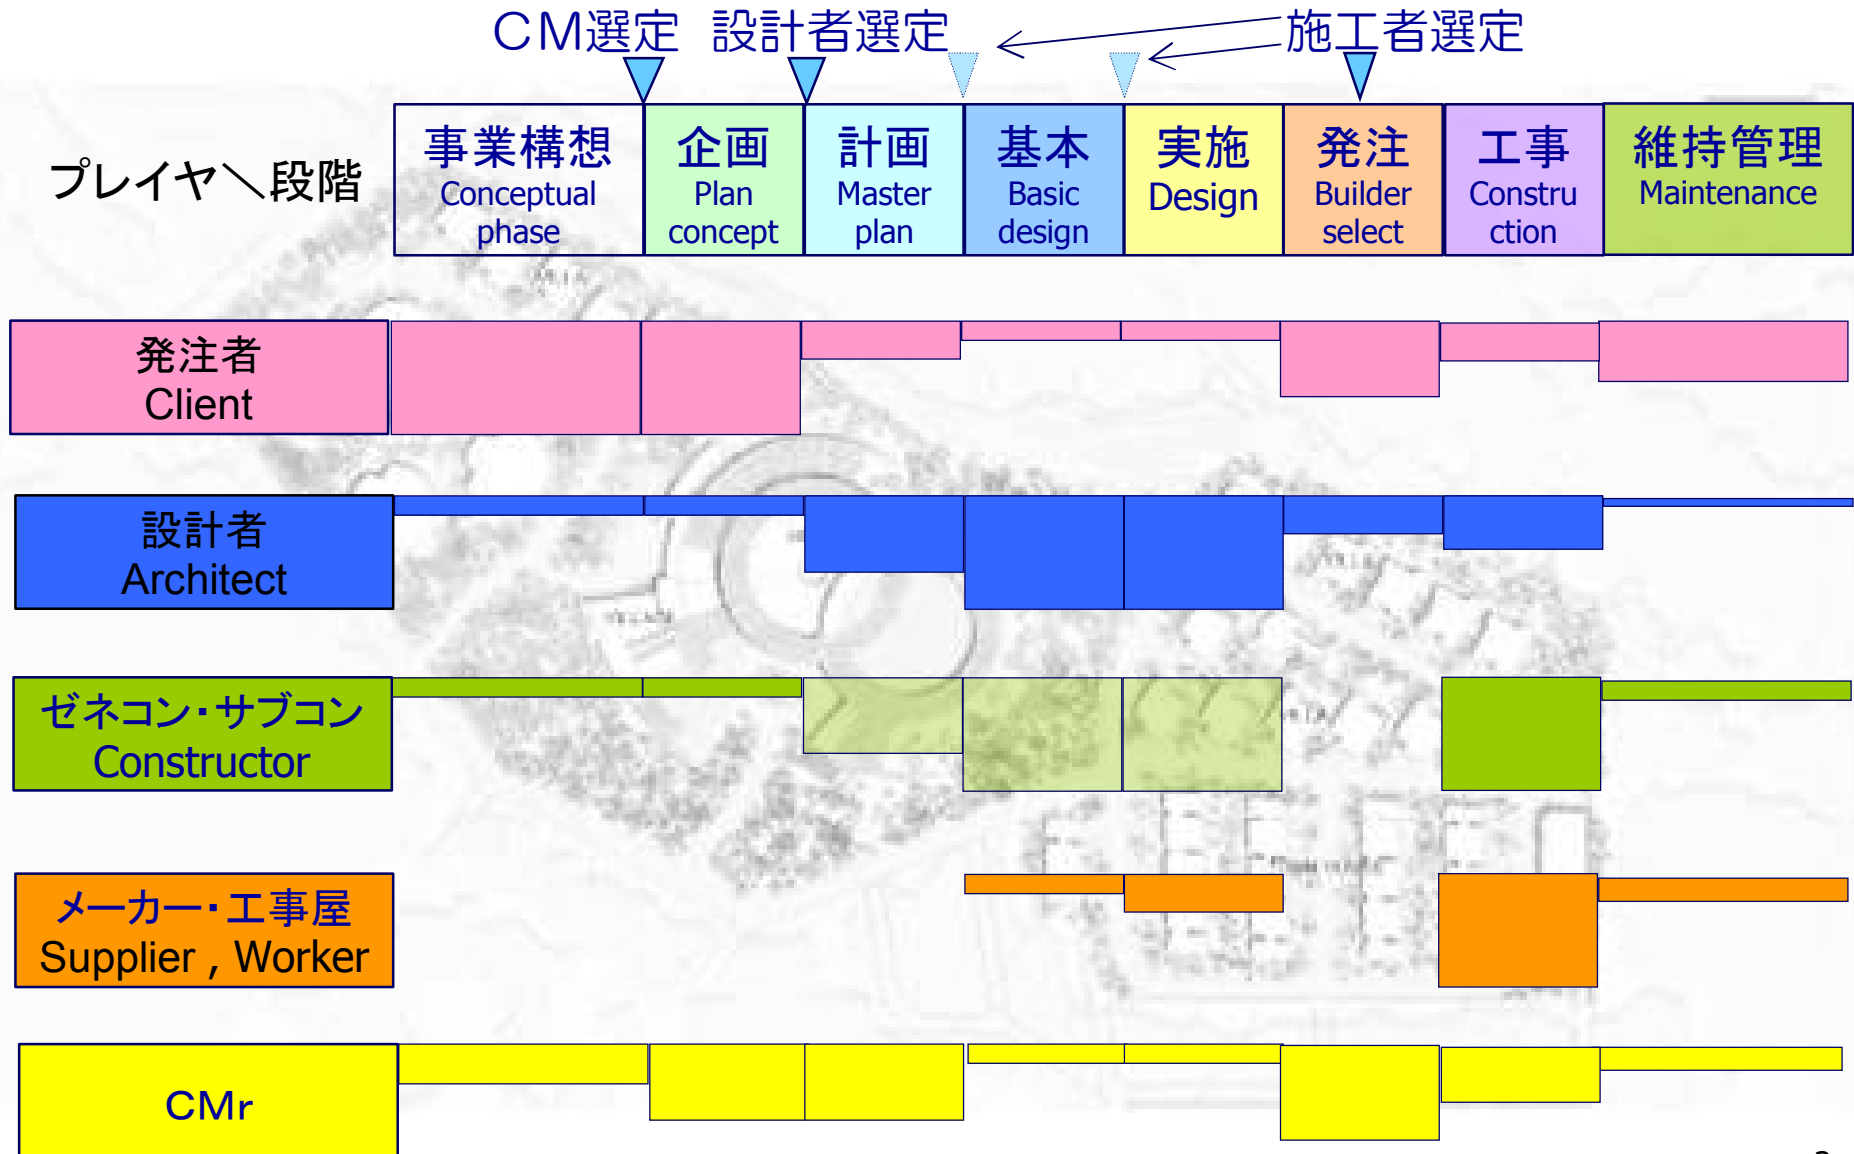 ＣＭ選定 設計者選定 施工者選定
プレイヤ＼段階
事業構想
Conceptual
phase
企画
Plan
concept
計画
Master
plan
基本
Basic
design
実施
Design
発注
Builder
select
工事
Constru
ction
維持管理
Maintenance
発注者
Client
設計者
Architect
ゼネコン・サブコン
Constructor
メーカー・工事屋
Supplier , Worker
CMr